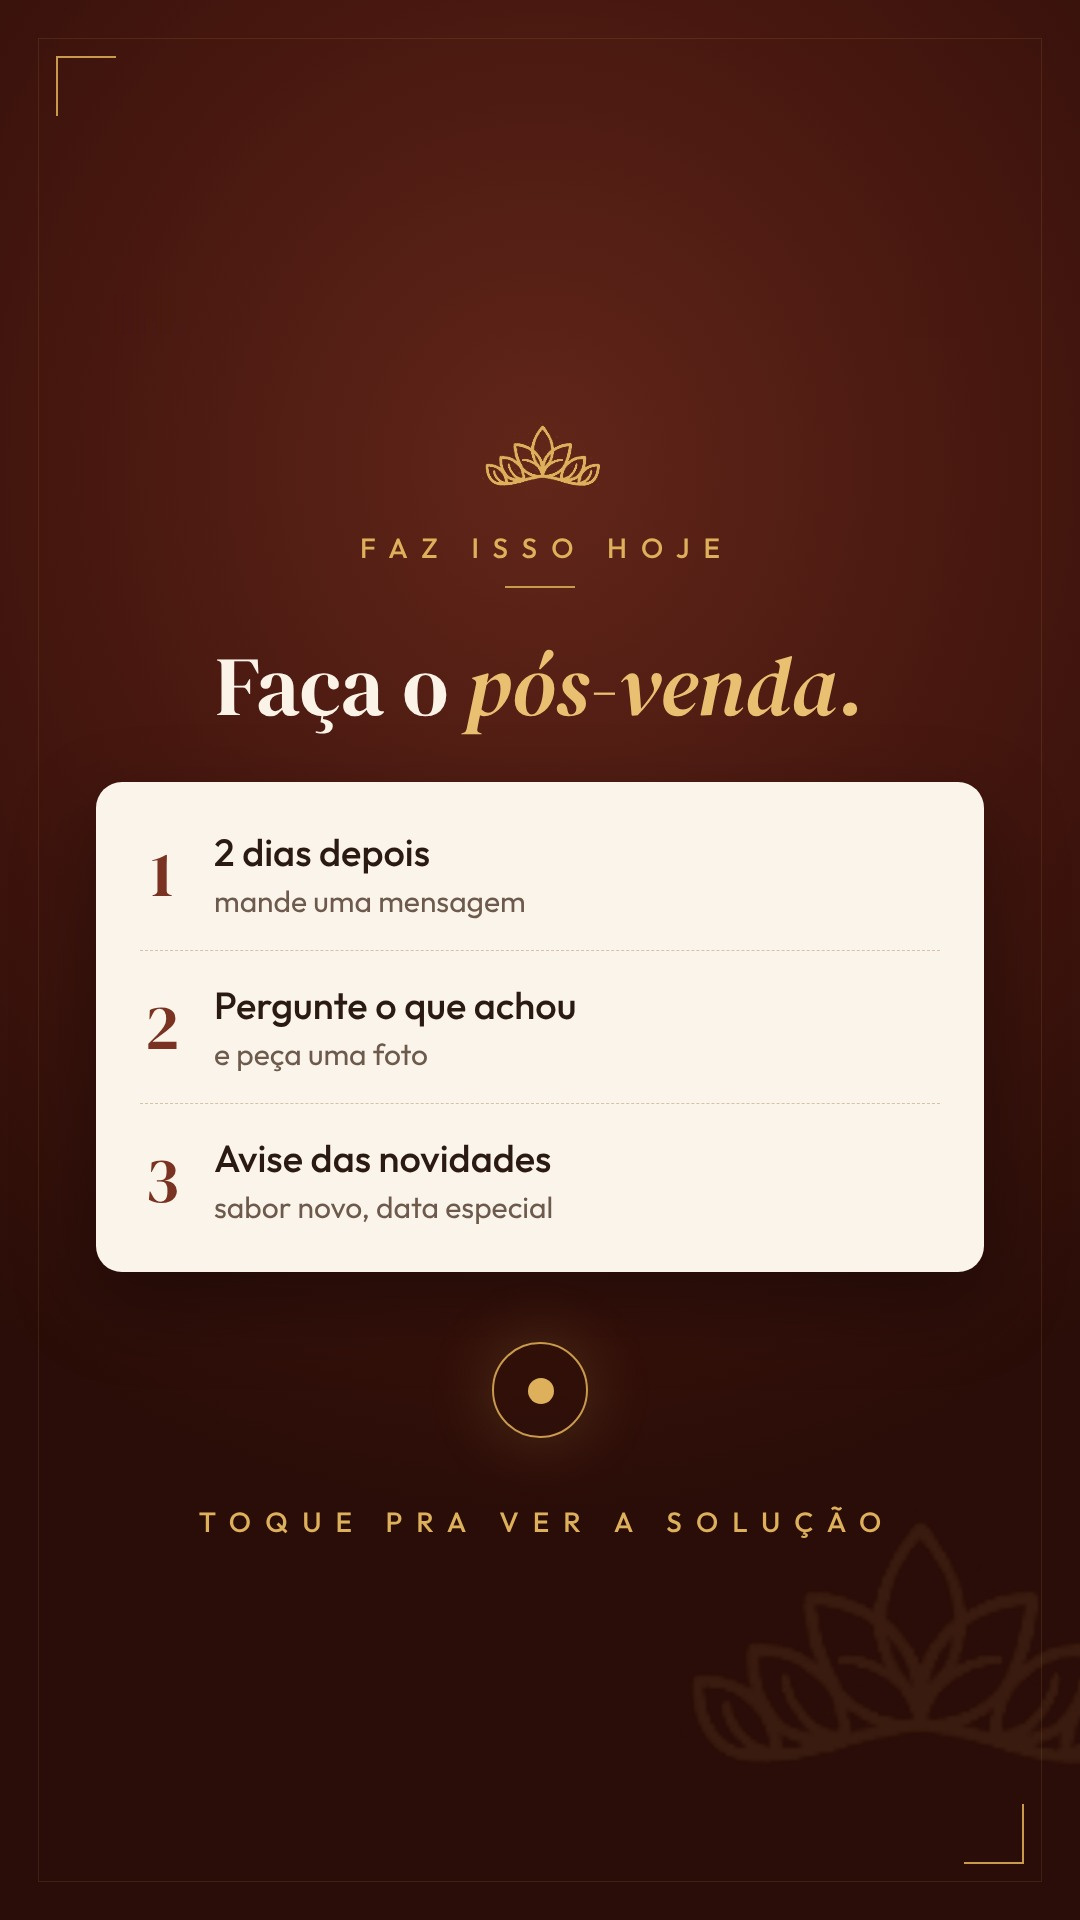 FAZ ISSO HOJE
Faça o pós-venda.
1
2 dias depois
mande uma mensagem
2
Pergunte o que achou
e peça uma foto
3
Avise das novidades
sabor novo, data especial
TOQUE PRA VER A SOLUÇÃO